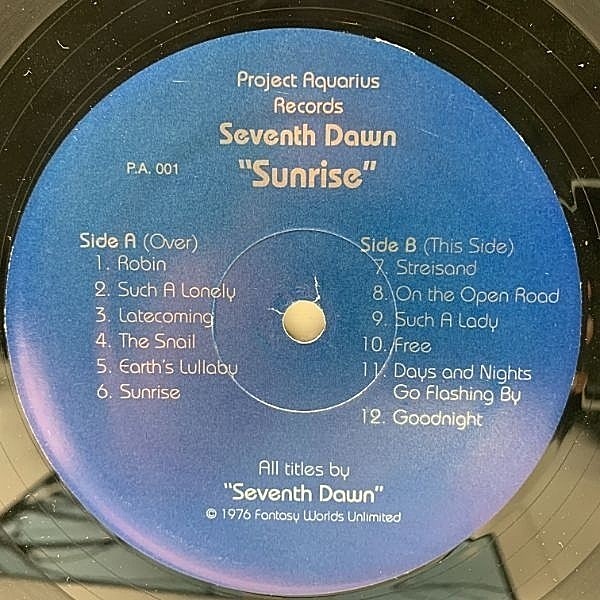 Project Aquarius
Records
Seventh Dawn
"Sunrise"
P.A. 001
Side A (Over)
1. Robin
2. Such A Lonely
3. Latecoming
4. The Snail
5. Earth's Lullaby
6. Sunrise
Side B (This Side)
7. Streisand
8. On the Open Road
9. Such A Lady
10. Free
11. Days and Nights
Go Flashing By
12. Goodnight
All titles by
"Seventh Dawn"
© 1976 Fantasy Worlds Unlimited